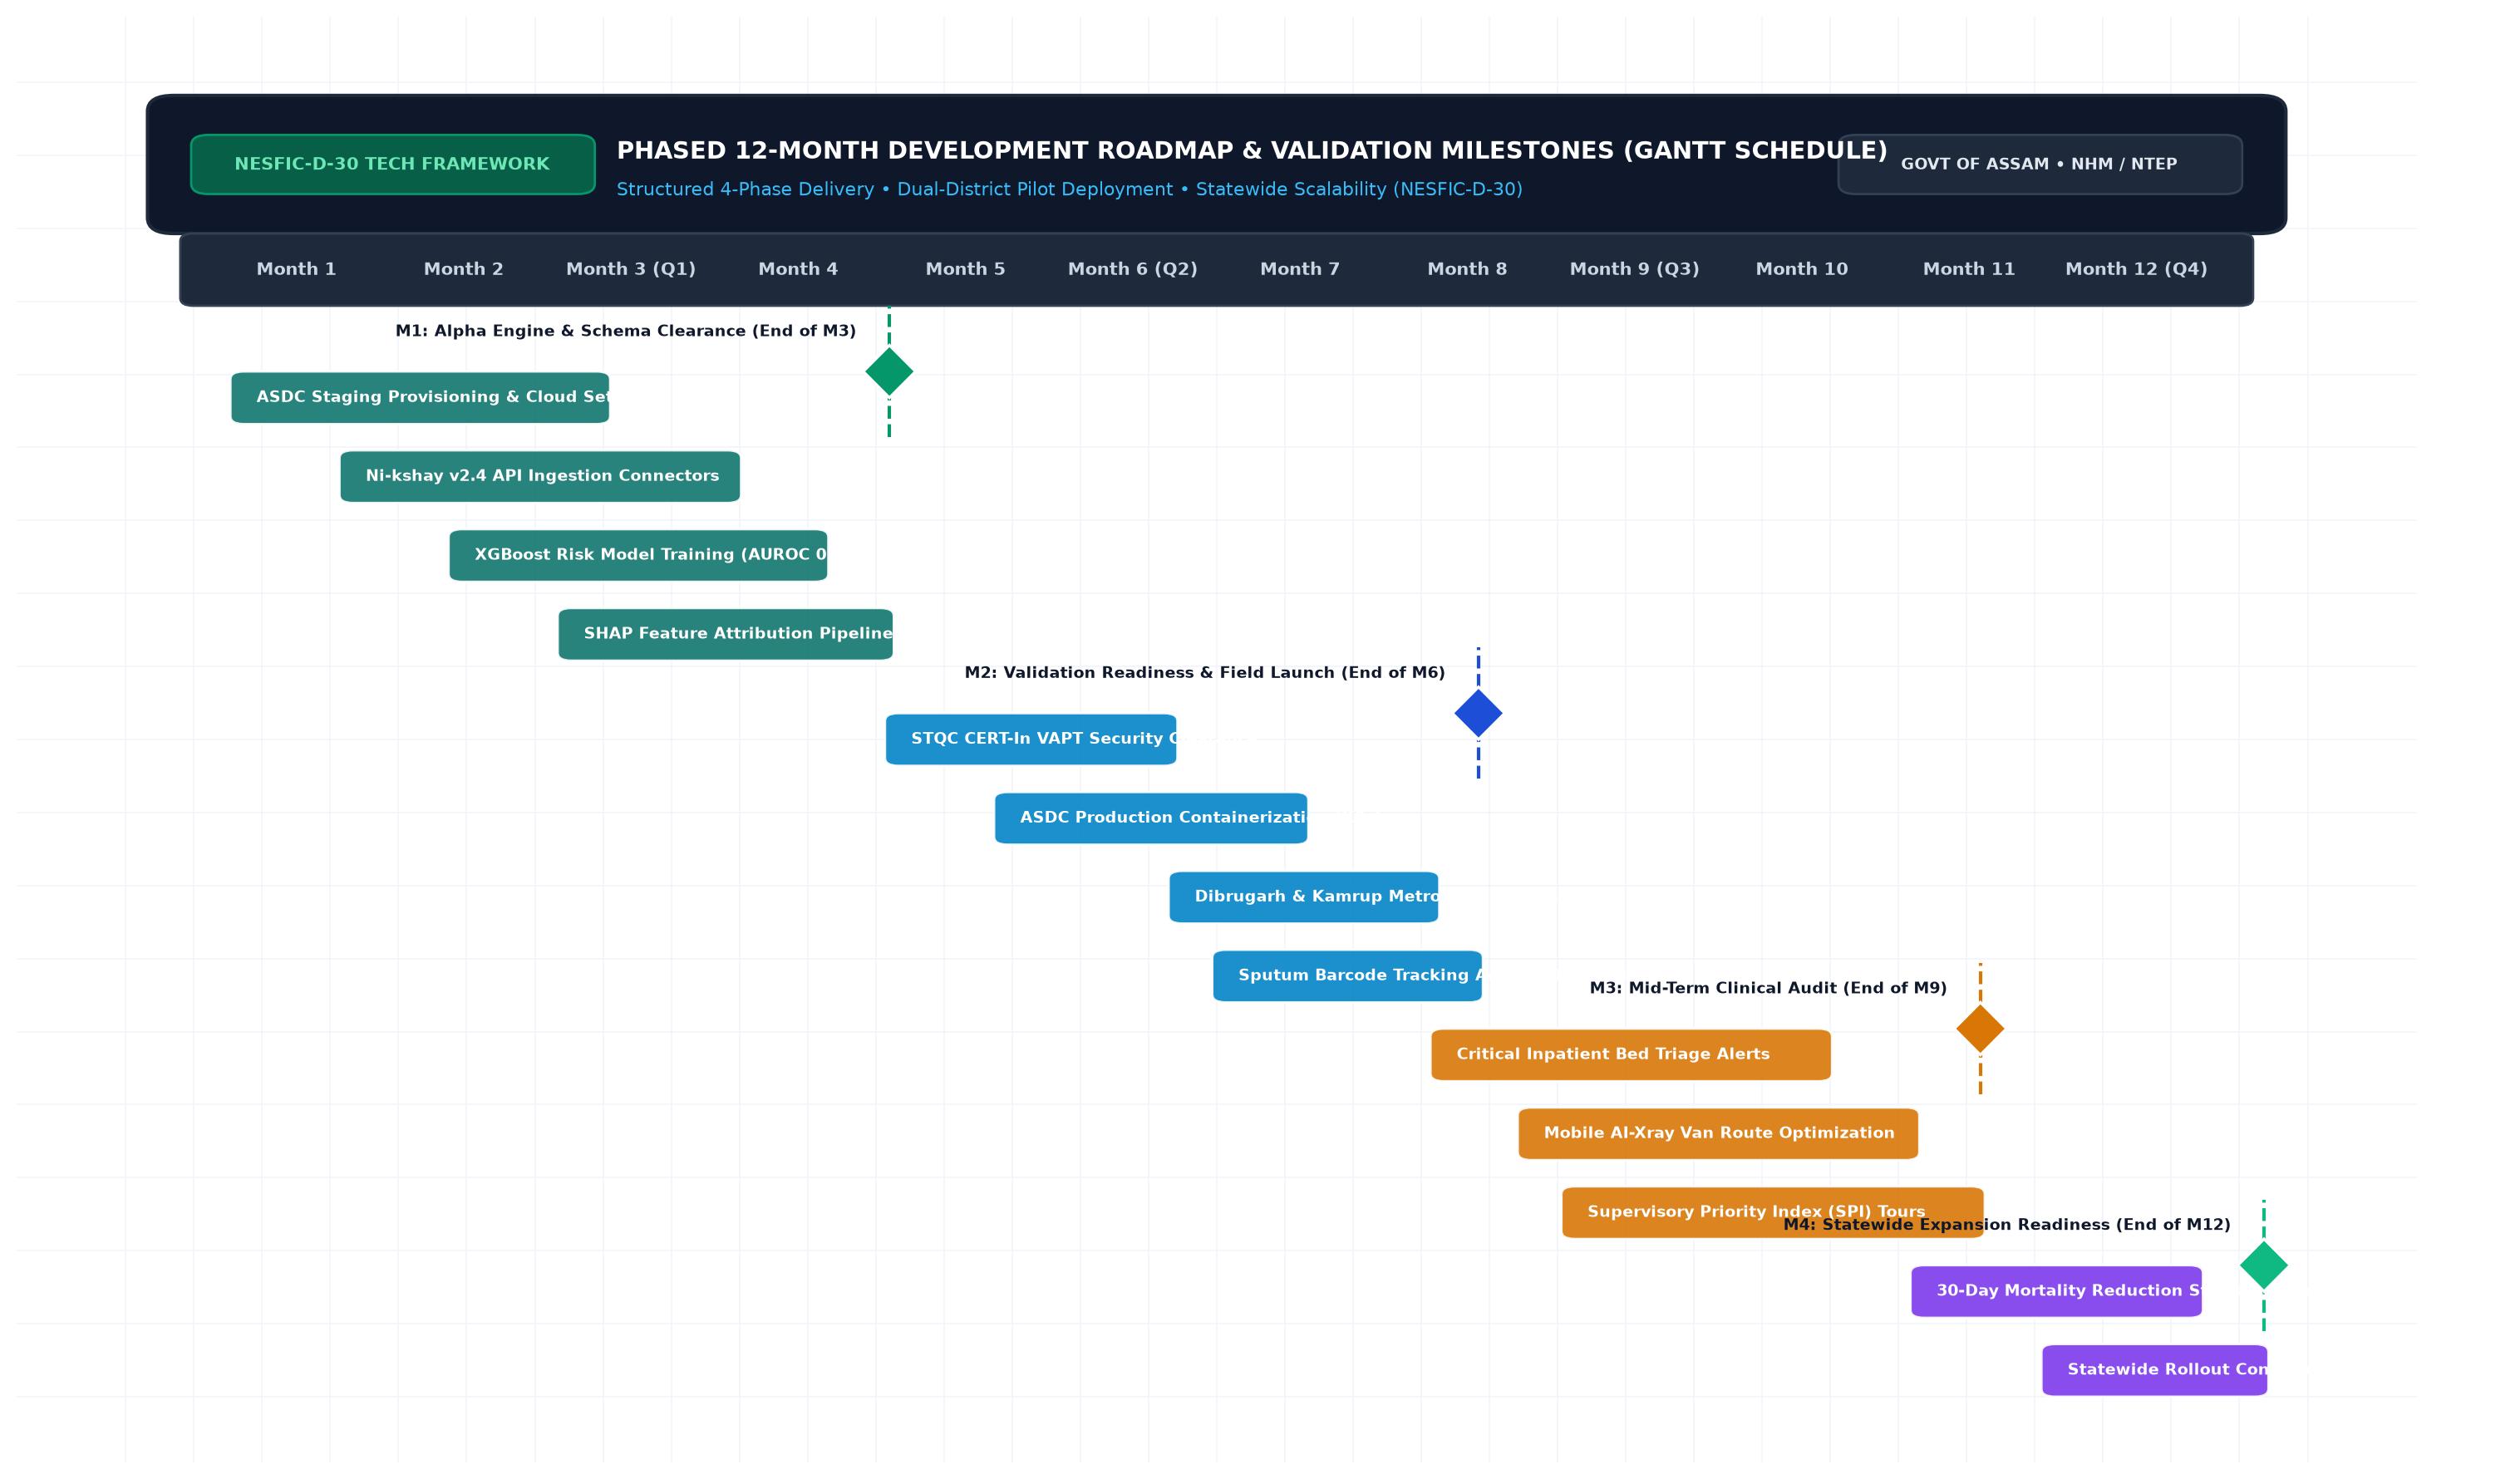 NESFIC-D-30 TECH FRAMEWORK
PHASED 12-MONTH DEVELOPMENT ROADMAP & VALIDATION MILESTONES (GANTT SCHEDULE)
Structured 4-Phase Delivery • Dual-District Pilot Deployment • Statewide Scalability (NESFIC-D-30)
GOVT OF ASSAM • NHM / NTEP
Month 1 Month 2 Month 3 (Q1) Month 4 Month 5 Month 6 (Q2) Month 7 Month 8 Month 9 (Q3) Month 10 Month 11 Month 12 (Q4)
M1: Alpha Engine & Schema Clearance (End of M3)
ASDC Staging Provisioning & Cloud Set
Ni-kshay v2.4 API Ingestion Connectors
XGBoost Risk Model Training (AUROC 0
SHAP Feature Attribution Pipeline
M2: Validation Readiness & Field Launch (End of M6)
STQC CERT-In VAPT Security
ASDC Production Containerizati
Dibrugarh & Kamrup Metro
Sputum Barcode Tracking A
M3: Mid-Term Clinical Audit (End of M9)
Critical Inpatient Bed Triage Alerts
Mobile AI-Xray Van Route Optimization
Supervisory Priority Index (SPI) Tours
M4: Statewide Expansion Readiness (End of M12)
30-Day Mortality Reduction S
Statewide Rollout Con